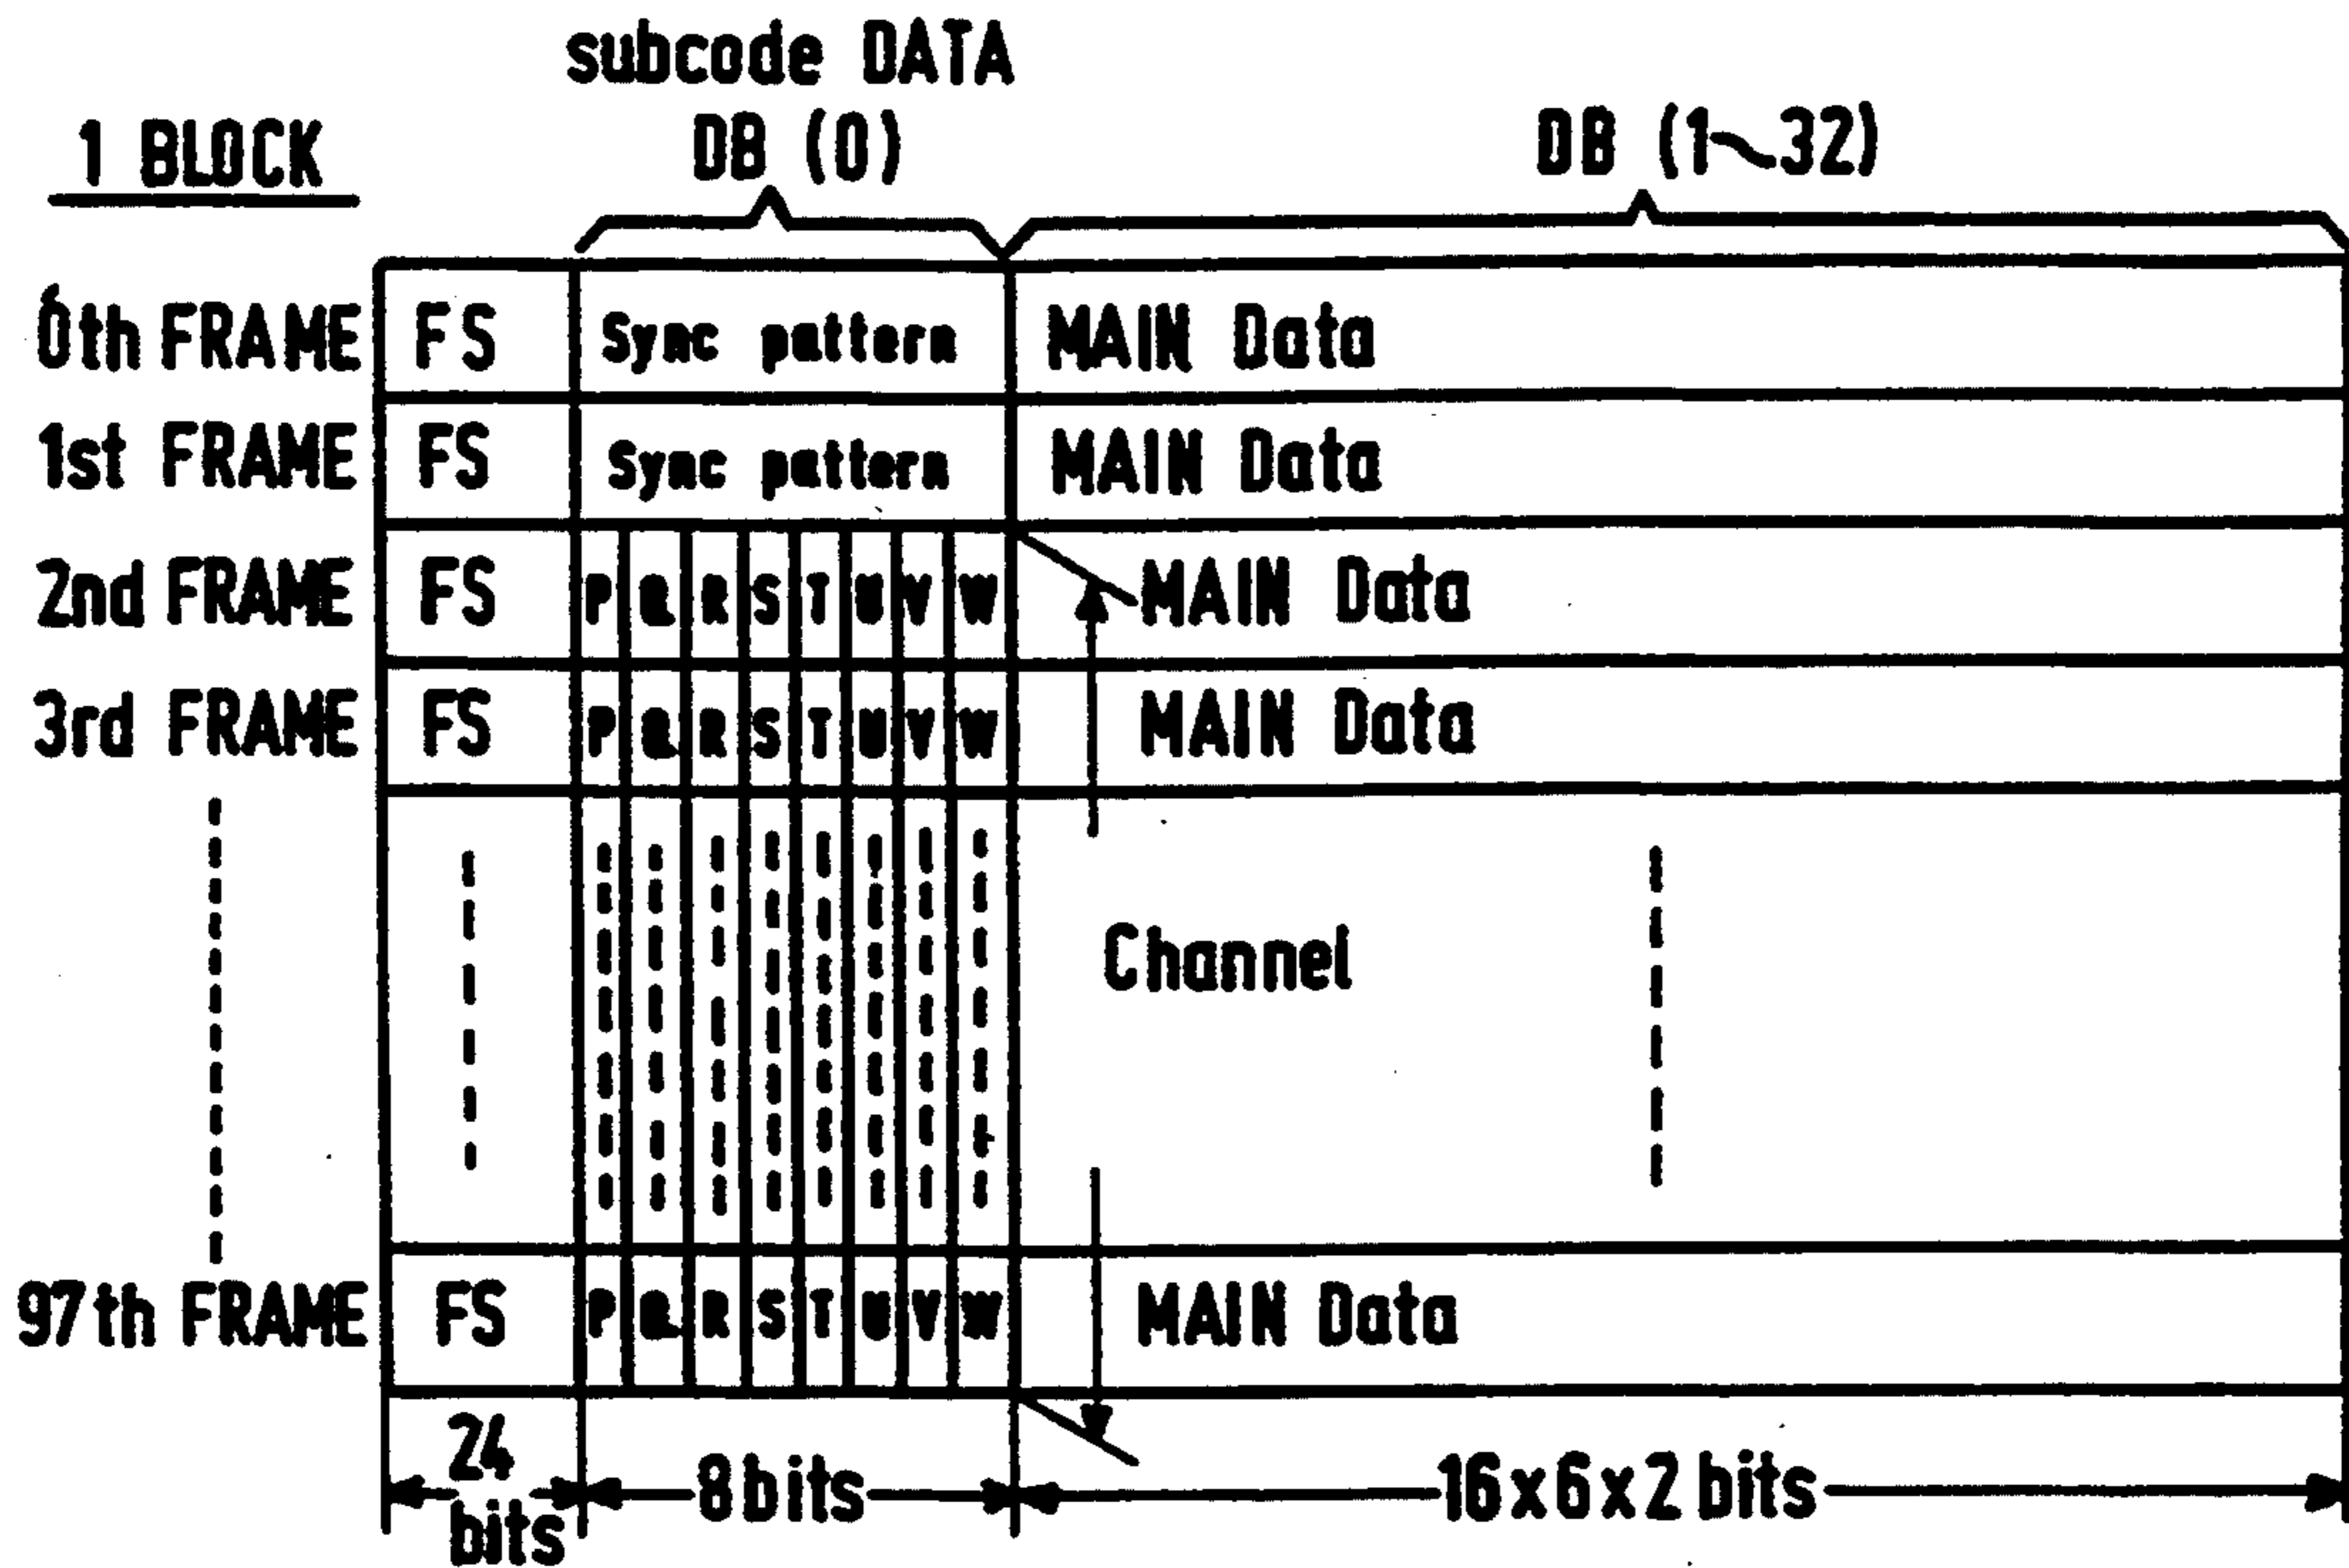 subcode DATA
1 BLOCK DB (0) DB (1~32)
0th FRAME FS Sync pattern MAIN Data
1st FRAME FS Sync pattern MAIN Data
2nd FRAME FS P Q R S T U V W MAIN Data
3rd FRAME FS P Q R S T U V W MAIN Data
Channel
97th FRAME FS P Q R S T U V W MAIN Data
24 bits 8 bits 16x6x2 bits